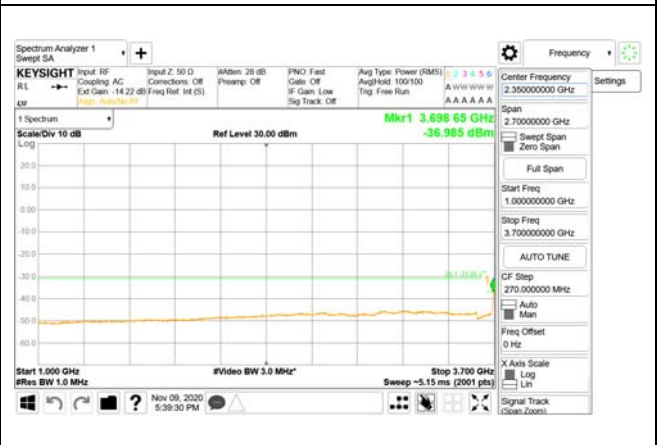 Spectrum Analyzer 1
Swept SA
Frequency
KEYSIGHT
RL
Input: RF
Coupling: AC
Ext Gain: -14.22 dB
Align: Auto/No RF
Input Z: 50 Ω
Corrections: Off
Freq Ref: Int (S)
#Atten: 28 dB
Preamp: Off
PNO: Fast
Gate: Off
IF Gain: Low
Sig Track: Off
Avg Type: Power (RMS)
Avg|Hold: 100/100
Trig: Free Run
1 2 3 4 5 6
A W W W W W
A A A A A A
Center Frequency
2.350000000 GHz
Settings
Span
2.70000000 GHz
Swept Span
Zero Span
Full Span
Start Freq
1.000000000 GHz
Stop Freq
3.700000000 GHz
AUTO TUNE
CF Step
270.000000 MHz
Auto
Man
Freq Offset
0 Hz
X Axis Scale
Log
Lin
Signal Track
(Span Zoom)
1 Spectrum
Scale/Div 10 dB
Ref Level 30.00 dBm
Mkr1 3.698 65 GHz
-36.985 dBm
Log
20.0
10.0
0.00
-10.0
-20.0
-30.0
-40.0
-50.0
-60.0
1
Start 1.000 GHz
#Video BW 3.0 MHz*
Stop 3.700 GHz
#Res BW 1.0 MHz
Sweep ~5.15 ms (2001 pts)
?
Nov 09, 2020
5:39:30 PM